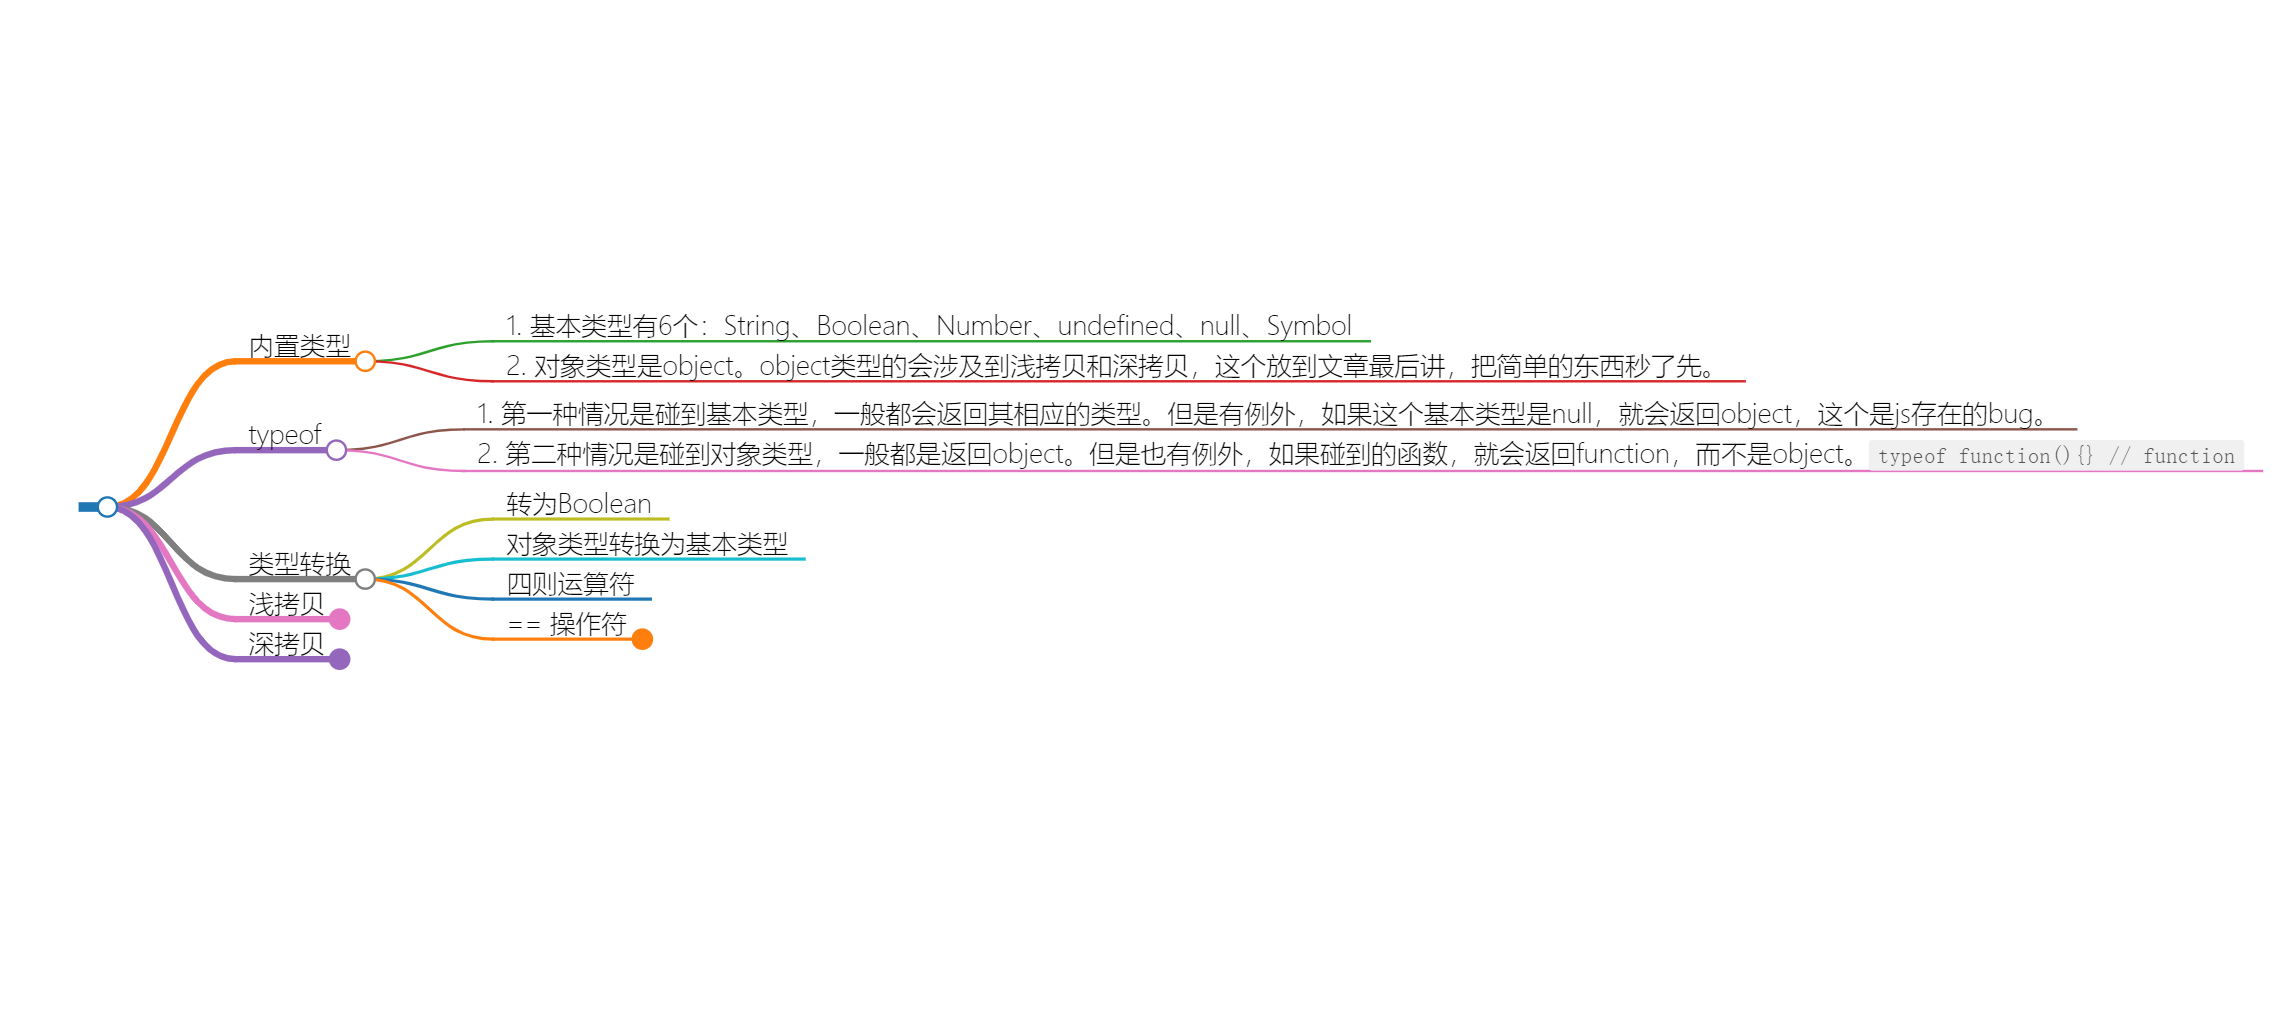 内置类型
1. 基本类型有6个：String、Boolean、Number、undefined、null、Symbol
2. 对象类型是object。object类型的会涉及到浅拷贝和深拷贝，这个放到文章最后讲，把简单的东西秒了先。
typeof
1. 第一种情况是碰到基本类型，一般都会返回其相应的类型。但是有例外，如果这个基本类型是null，就会返回object，这个是js存在的bug。
2. 第二种情况是碰到对象类型，一般都是返回object。但是也有例外，如果碰到的函数，就会返回function，而不是object。 typeof function(){} // function
类型转换
转为Boolean
对象类型转换为基本类型
四则运算符
== 操作符
浅拷贝
深拷贝